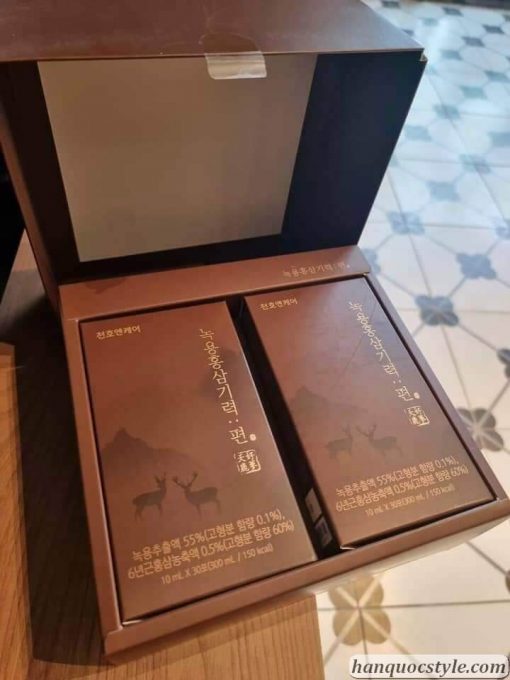 녹용홍삼기력:편
천호엔케어
녹용홍삼기력:편
녹용추출액 55%(고형분 함량 0.1%),
6년근홍삼농축액 0.5%(고형분 함량 60%)
10 mL X 30포(300 mL / 150 kcal)
천호엔케어
녹용홍삼기력:편
녹용추출액 55%(고형분 함량 0.1%),
6년근홍삼농축액 0.5%(고형분 함량 60%)
10 mL X 30포(300 mL / 150 kcal)
hanquocstyle.com